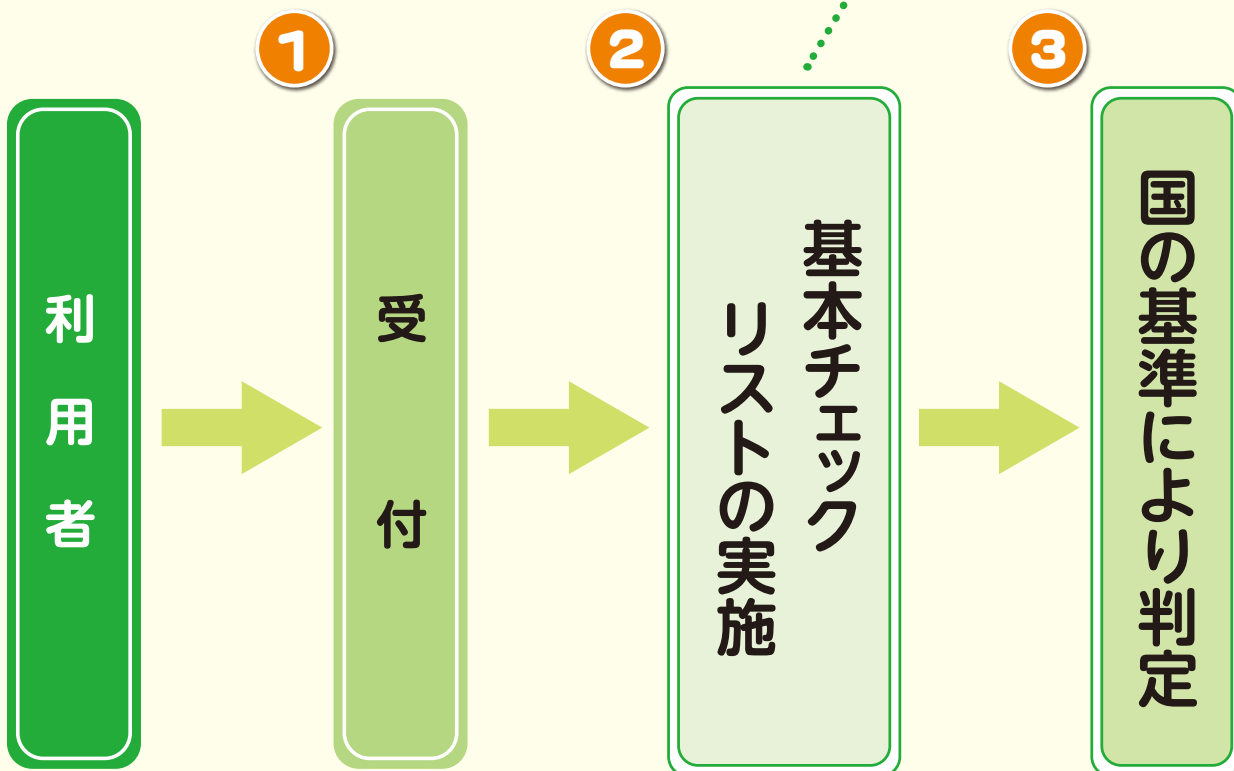 1
利用者
受付
2
基本チェック
リストの実施
3
国の基準により判定